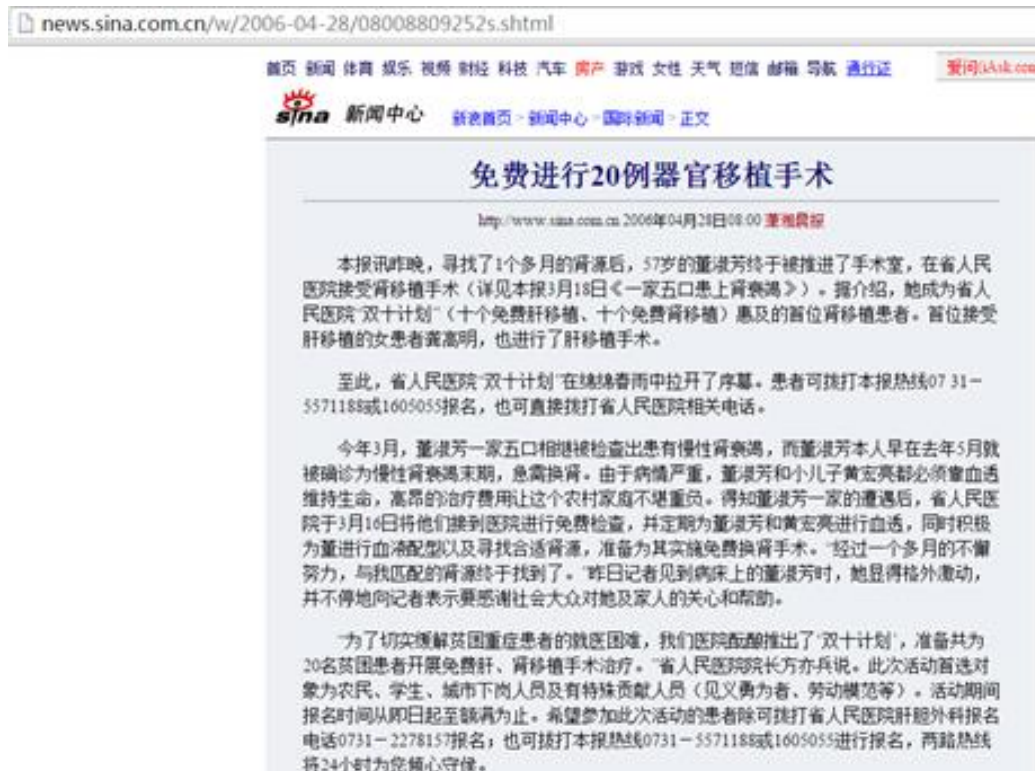 news.sina.com.cn/w/2006-04-28/08008809252s.shtml
首页 新闻 体育 娱乐 视频 财经 科技 汽车 房产 游戏 女性 天气 短信 邮箱 导航 通行证 爱问(iAsk.com
sina 新闻中心 新浪首页 > 新闻中心 > 国际新闻 > 正文
免费进行20例器官移植手术
http://www.sina.com.cn 2006年04月28日08:00 潇湘晨报
本报讯昨晚,寻找了1个多月的肾源后,57岁的董淑芳终于被推进了手术室,在省人民
医院接受肾移植手术(详见本报3月18日《一家五口患上肾衰竭》)。据介绍,她成为省人
民医院“双十计划”(十个免费肝移植、十个免费肾移植)惠及的首位肾移植患者。首位接受
肝移植的女患者龚高明,也进行了肝移植手术。
至此,省人民医院“双十计划”在绵绵春雨中拉开了序幕。患者可拨打本报热线07 31-
5571188或1605055报名,也可直接拨打省人民医院相关电话。
今年3月,董淑芳一家五口相继被检查出患有慢性肾衰竭,而董淑芳本人早在去年5月就
被确诊为慢性肾衰竭末期,急需换肾。由于病情严重,董淑芳和小儿子黄宏亮都必须靠血透
维持生命,高昂的治疗费用让这个农村家庭不堪重负。得知董淑芳一家的遭遇后,省人民医
院于3月16日将他们接到医院进行免费检查,并定期为董淑芳和黄宏亮进行血透,同时积极
为董进行血液配型以及寻找合适肾源,准备为其实施免费换肾手术。“经过一个多月的不懈
努力,与我匹配的肾源终于找到了。”昨日记者见到病床上的董淑芳时,她显得格外激动,
并不停地向记者表示要感谢社会大众对她及家人的关心和帮助。
“为了切实缓解贫困重症患者的就医困难,我们医院酝酿推出了‘双十计划’,准备共为
20名贫困患者开展免费肝、肾移植手术治疗。”省人民医院院长方亦兵说。此次活动首选对
象为农民、学生、城市下岗人员及有特殊贡献人员(见义勇为者、劳动模范等)。活动期间
报名时间从即日起至额满为止。希望参加此次活动的患者除可拨打省人民医院肝胆外科报名
电话0731-2278157报名;也可拨打本报热线0731-5571188或1605055进行报名,两路热线
将24小时为您倾心守候。